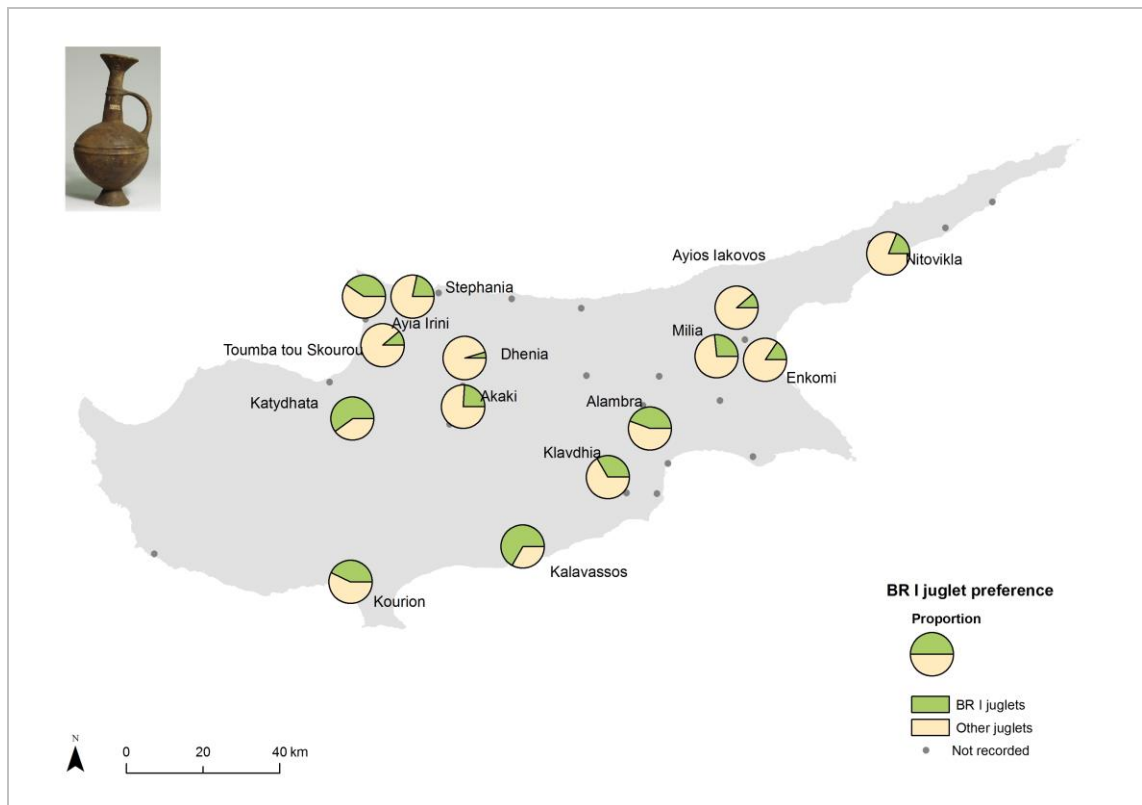 Ayios Iakovos
Nitovikla
Stephania
Ayia Irini
Milia
Toumba tou Skourou
Dhenia
Enkomi
Katydhata
Akaki
Alambra
Klavdhia
Kalavassos
Kourion
BR I juglet preference
Proportion
BR I juglets
Other juglets
Not recorded
N
0 20 40 km